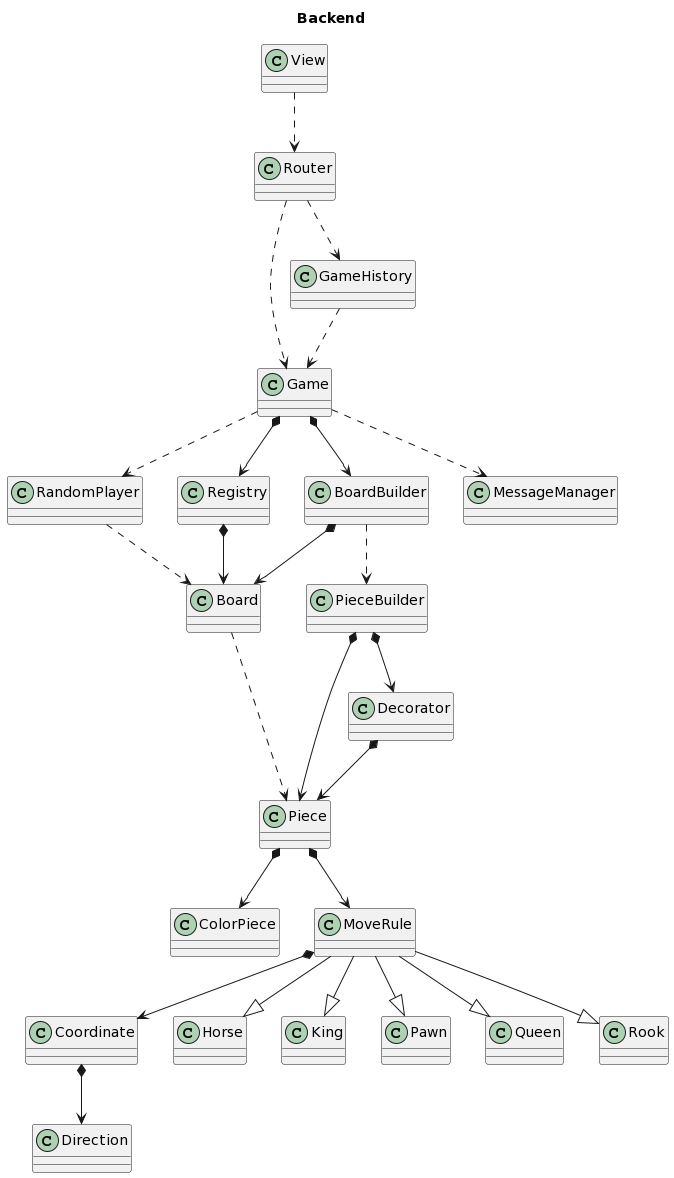 Backend
C View
C Router
C GameHistory
C Game
C RandomPlayer
C Registry
C BoardBuilder
C MessageManager
C Board
C PieceBuilder
C Decorator
C Piece
C ColorPiece
C MoveRule
C Coordinate
C Horse
C King
C Pawn
C Queen
C Rook
C Direction